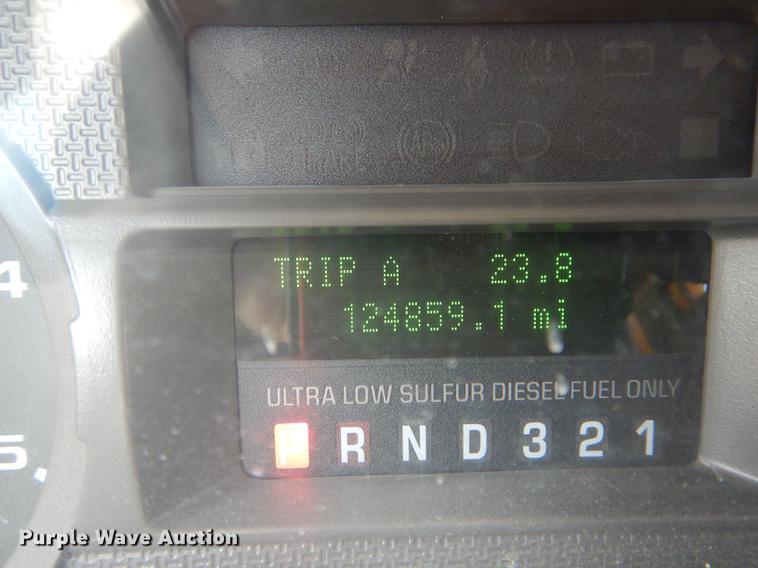 ABS
4
TRIP A 23.8
124859.1 mi
ULTRA LOW SULFUR DIESEL FUEL ONLY
P R N D 3 2 1
5
Purple Wave Auction